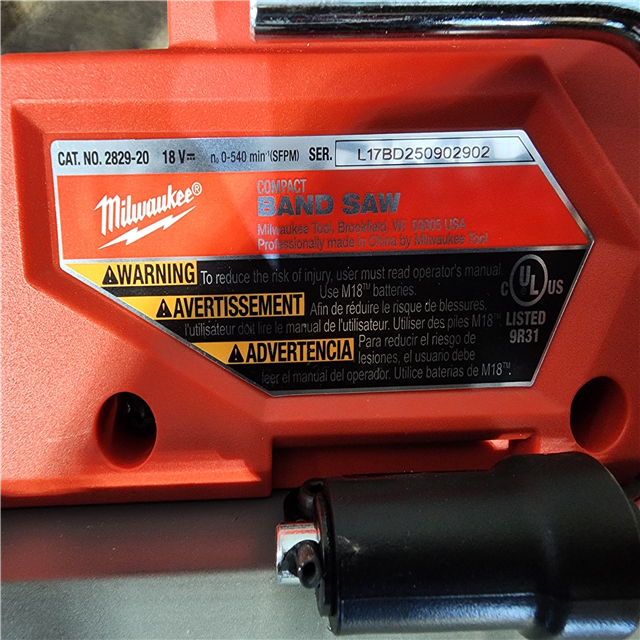 CAT. NO. 2829-20 18 V⎓ n₀ 0-540 min⁻¹(SFPM) SER. L17BD250902902
Milwaukee®
COMPACT
BAND SAW
Milwaukee Tool, Brookfield, WI 53005 USA
Professionally made in China by Milwaukee Tool
WARNING To reduce the risk of injury, user must read operator's manual.
Use M18™ batteries.
AVERTISSEMENT Afin de réduire le risque de blessures,
l'utilisateur doit lire le manuel de l'utilisateur. Utiliser des piles M18™.
ADVERTENCIA Para reducir el riesgo de
lesiones, el usuario debe
leer el manual del operador. Utilice baterias de M18™.
C UL US
LISTED
9R31